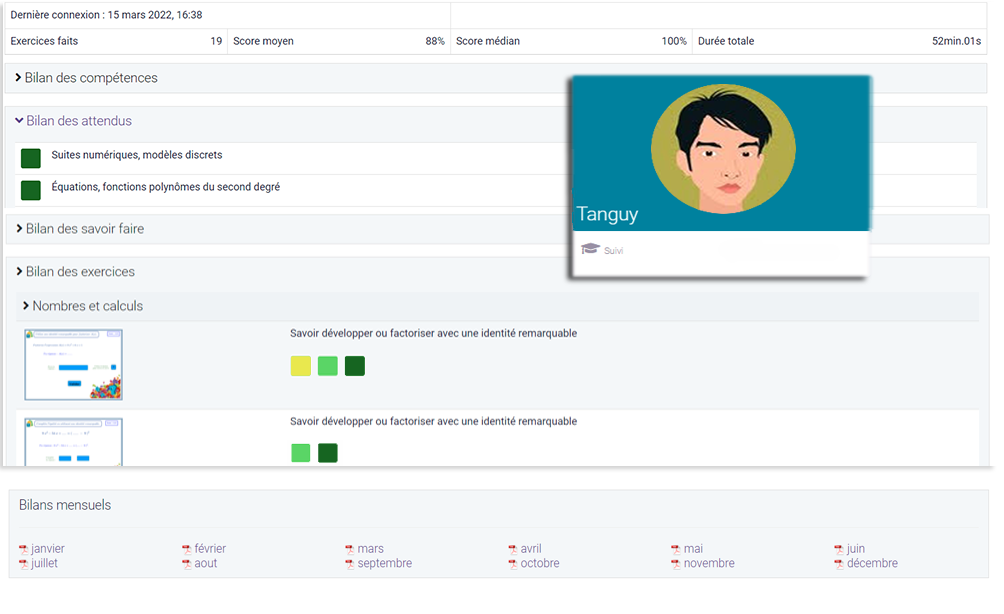 Dernière connexion : 15 mars 2022, 16:38
Exercices faits 19 Score moyen 88% Score médian 100% Durée totale 52min.01s
Bilan des compétences
Bilan des attendus
Suites numériques, modèles discrets
Équations, fonctions polynômes du second degré
Tanguy
Suivi
Bilan des savoir faire
Bilan des exercices
Nombres et calculs
Savoir développer ou factoriser avec une identité remarquable
Savoir développer ou factoriser avec une identité remarquable
Bilans mensuels
janvier février mars avril mai juin
juillet aout septembre octobre novembre décembre